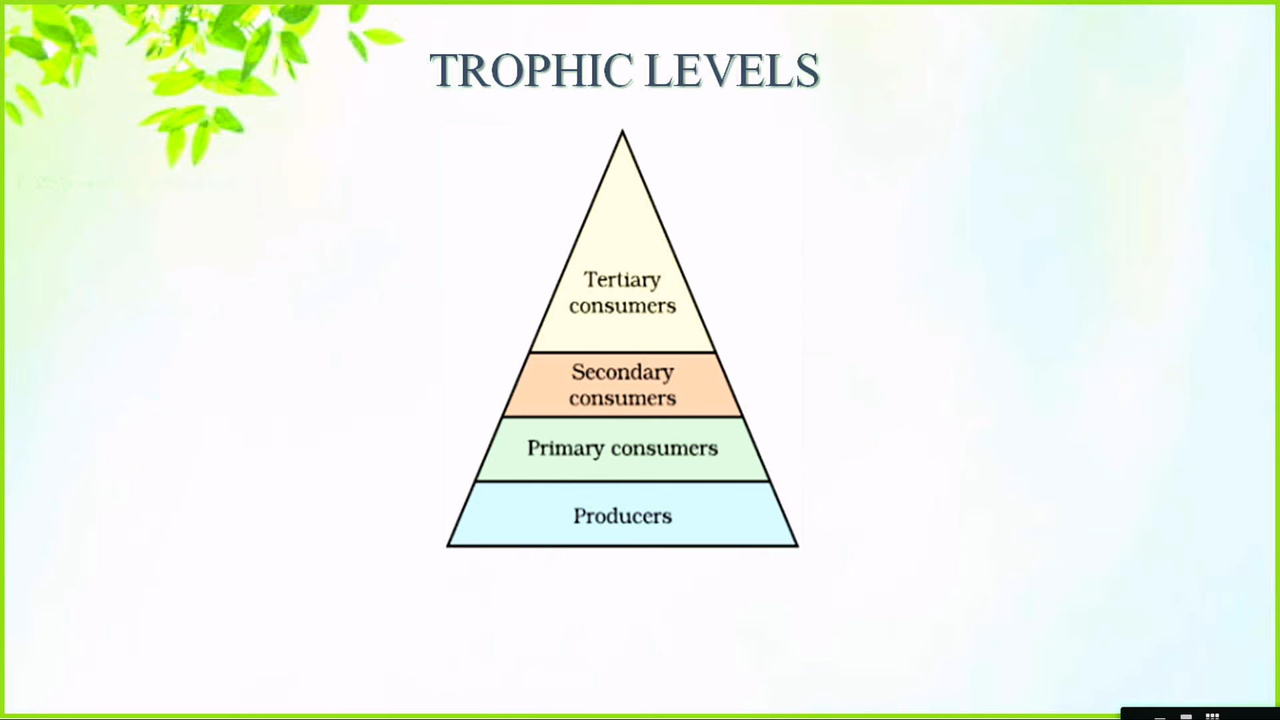 TROPHIC LEVELS
Tertiary
consumers
Secondary
consumers
Primary consumers
Producers